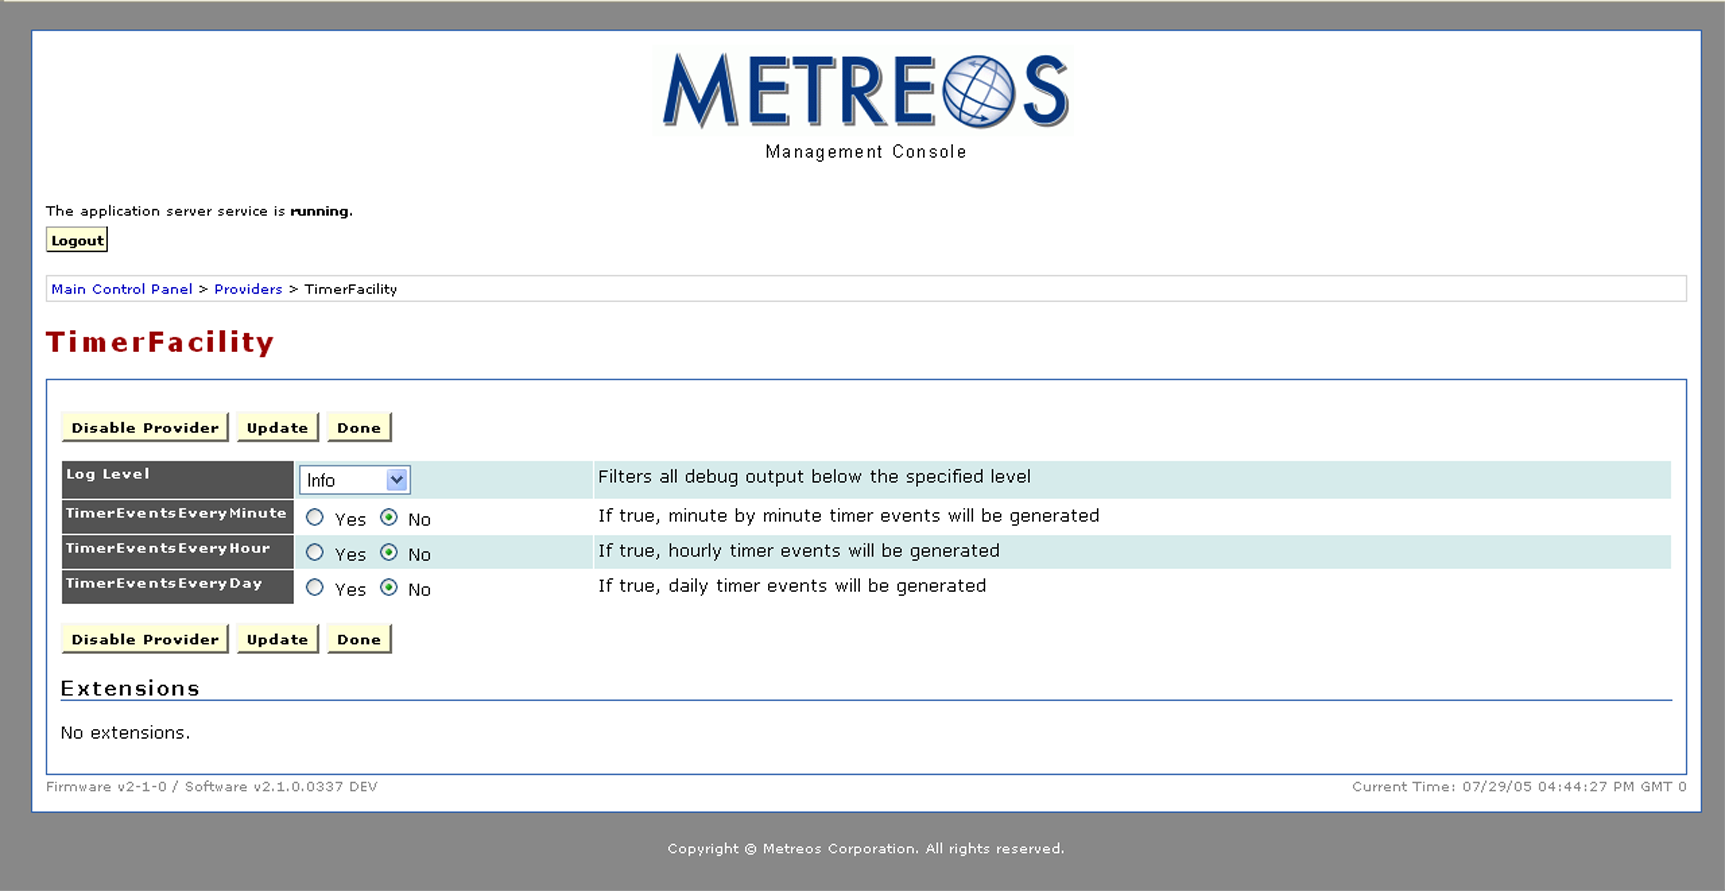 METREOS
Management Console
The application server service is running.
Logout
Main Control Panel > Providers > TimerFacility
TimerFacility
Disable Provider Update Done
Log Level Info Filters all debug output below the specified level
TimerEventsEveryMinute Yes No If true, minute by minute timer events will be generated
TimerEventsEveryHour Yes No If true, hourly timer events will be generated
TimerEventsEveryDay Yes No If true, daily timer events will be generated
Disable Provider Update Done
Extensions
No extensions.
Firmware v2-1-0 / Software v2.1.0.0337 DEV Current Time: 07/29/05 04:44:27 PM GMT 0
Copyright © Metreos Corporation. All rights reserved.